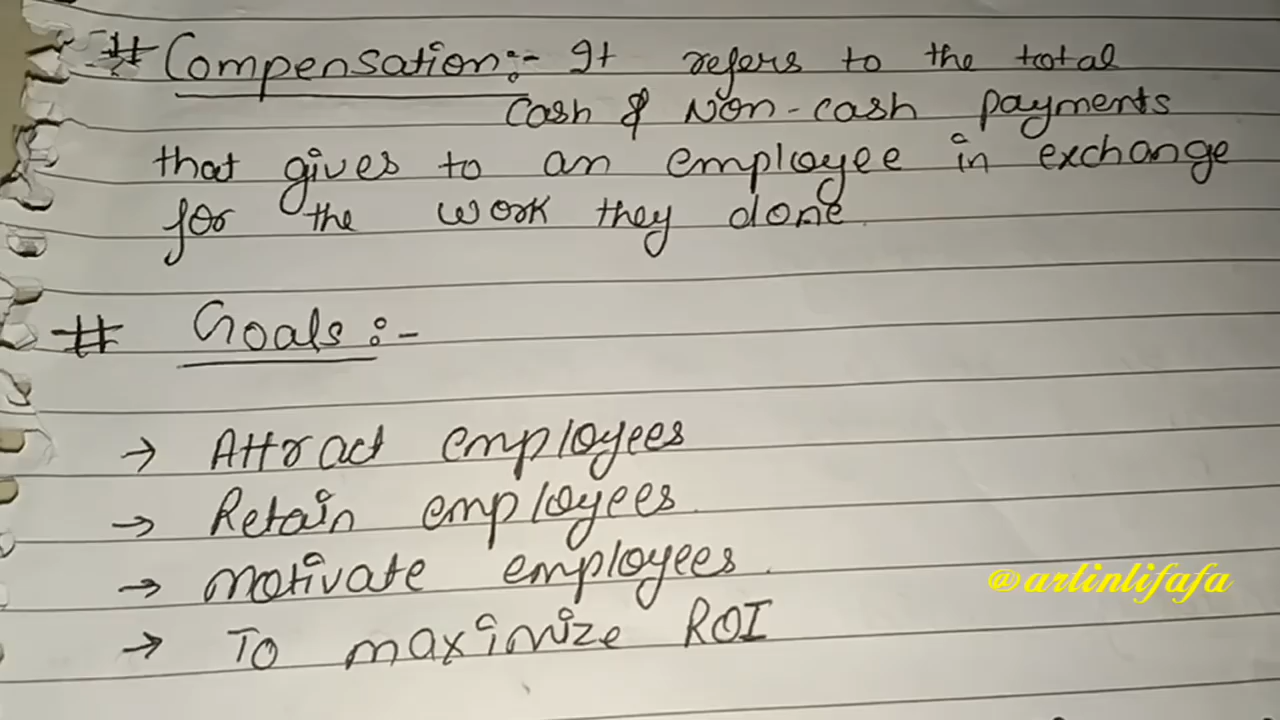 # Compensation:- It refers to the total
Cash & Non-cash payments
that gives to an employee in exchange
for the work they done.
# Goals:-
→ Attract employees
→ Retain employees.
→ Motivate employees.
→ To maximize ROI
@artinlifafa